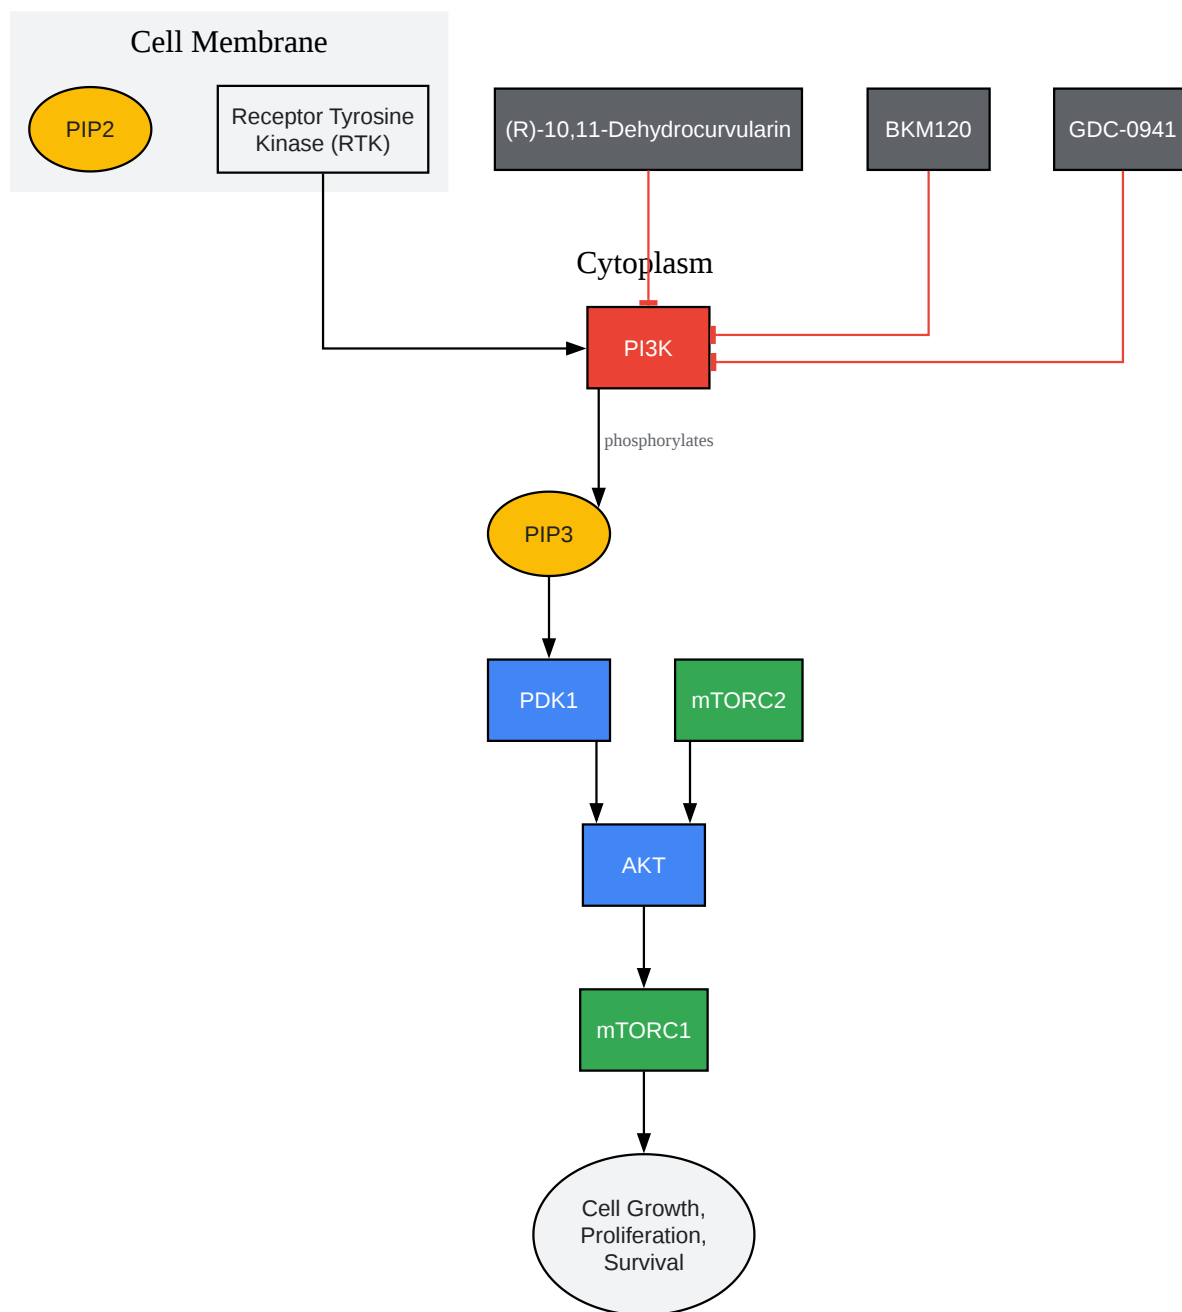 Cell Membrane
PIP2
Receptor Tyrosine
Kinase (RTK)
(R)-10,11-Dehydrocurvularin
BKM120
GDC-0941
Cytoplasm
PI3K
phosphorylates
PIP3
PDK1
mTORC2
AKT
mTORC1
Cell Growth,
Proliferation,
Survival